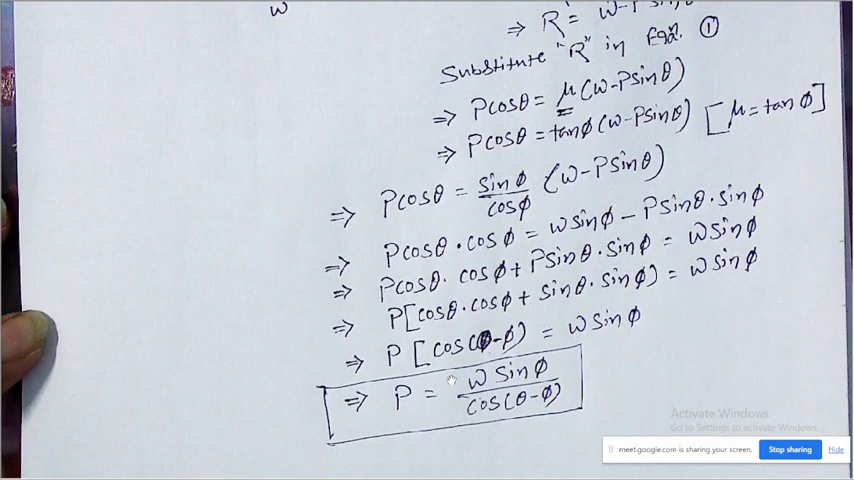 w
⇒ R = w-Psinθ
Substitute "R" in Eqn. ①
⇒ Pcosθ = μ(w-Psinθ)
⇒ Pcosθ = tanϕ(w-Psinθ) [μ=tanϕ]
⇒ Pcosθ = sinϕ/cosϕ (w-Psinθ)
⇒ Pcosθ·cosϕ = wsinϕ - Psinθ·sinϕ
⇒ Pcosθ·cosϕ + Psinθ·sinϕ = wsinϕ
⇒ P[cosθ·cosϕ + sinθ·sinϕ) = wsinϕ
⇒ P[cos(θ-ϕ) = wsinϕ
⇒ P = wsinϕ/cos(θ-ϕ)
Activate Windows
Go to Settings to activate Windows.
meet.google.com is sharing your screen. Stop sharing Hide